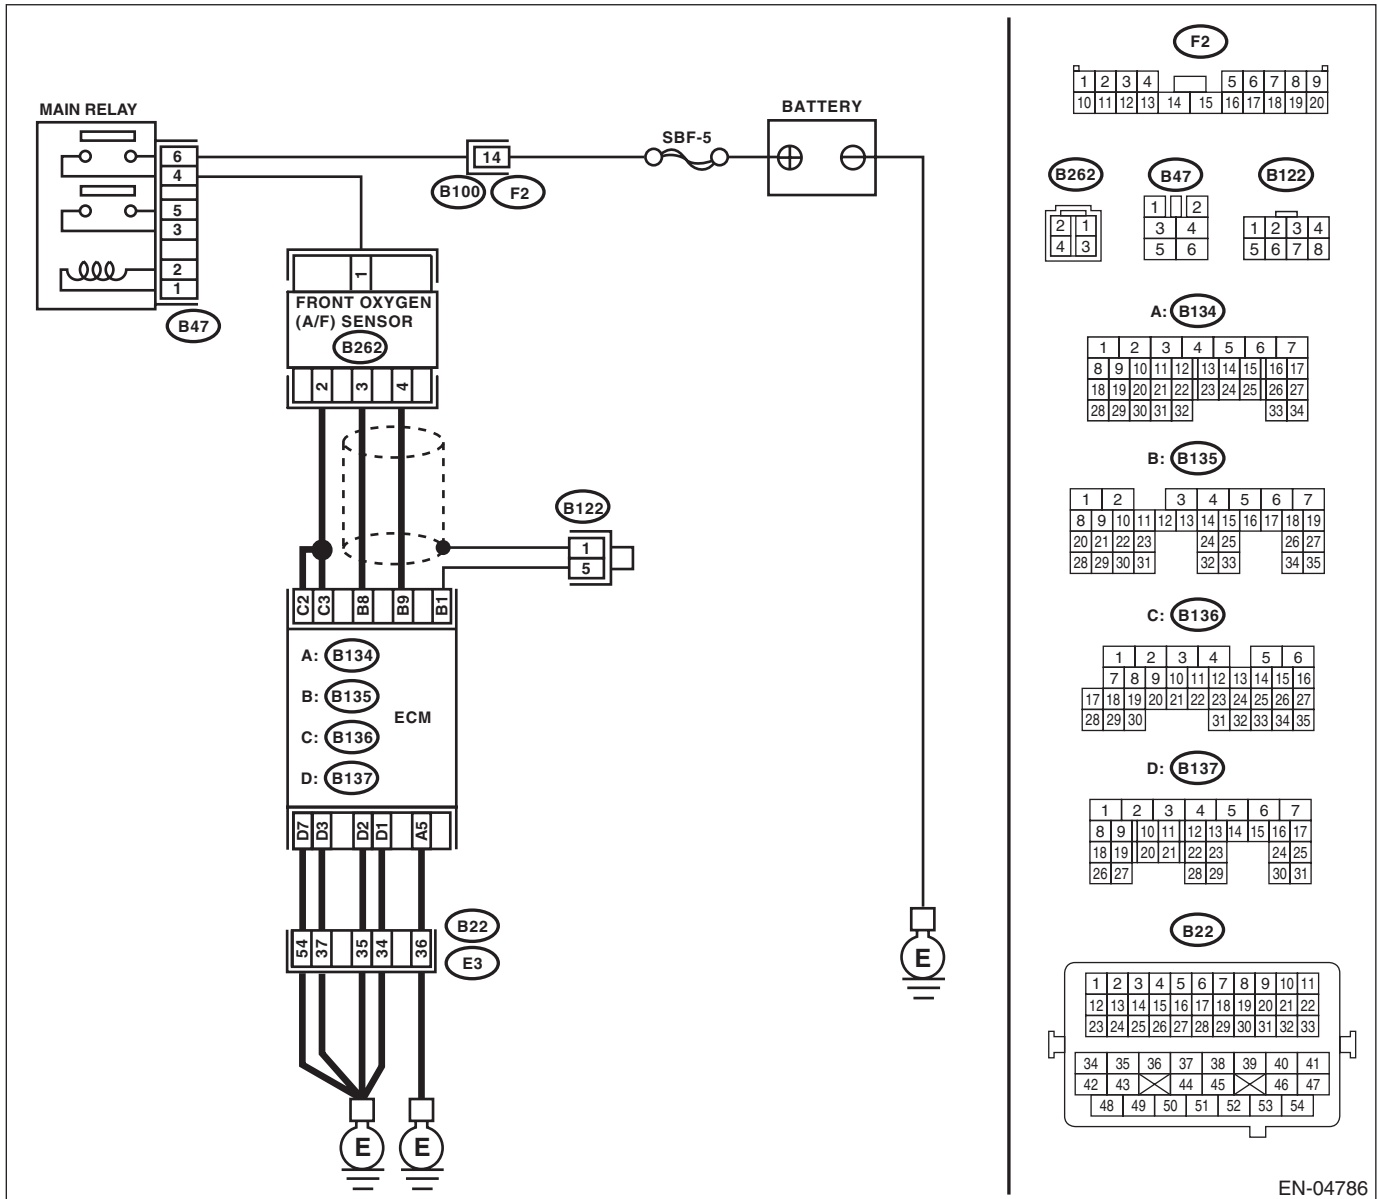 MAIN RELAY
6
4
5
3
2
1
B47
14
B100
F2
SBF-5
BATTERY
1
FRONT OXYGEN
(A/F) SENSOR
B262
2 3 4
B122
1
5
C2 C3 B8 B9 B1
A: B134
B: B135
C: B136
D: B137
ECM
D7 D3 D2 D1 A5
54 37 35 34 36
B22
E3
E
E
E
F2
1 2 3 4 5 6 7 8 9
10 11 12 13 14 15 16 17 18 19 20
B262
2 1
4 3
B47
1 2
3 4
5 6
B122
1 2 3 4
5 6 7 8
A: B134
1 2 3 4 5 6 7
8 9 10 11 12 13 14 15 16 17
18 19 20 21 22 23 24 25 26 27
28 29 30 31 32 33 34
B: B135
1 2 3 4 5 6 7
8 9 10 11 12 13 14 15 16 17 18 19
20 21 22 23 24 25 26 27
28 29 30 31 32 33 34 35
C: B136
1 2 3 4 5 6
7 8 9 10 11 12 13 14 15 16
17 18 19 20 21 22 23 24 25 26 27
28 29 30 31 32 33 34 35
D: B137
1 2 3 4 5 6 7
8 9 10 11 12 13 14 15 16 17
18 19 20 21 22 23 24 25
26 27 28 29 30 31
B22
1 2 3 4 5 6 7 8 9 10 11
12 13 14 15 16 17 18 19 20 21 22
23 24 25 26 27 28 29 30 31 32 33
34 35 36 37 38 39 40 41
42 43 44 45 46 47
48 49 50 51 52 53 54
EN-04786